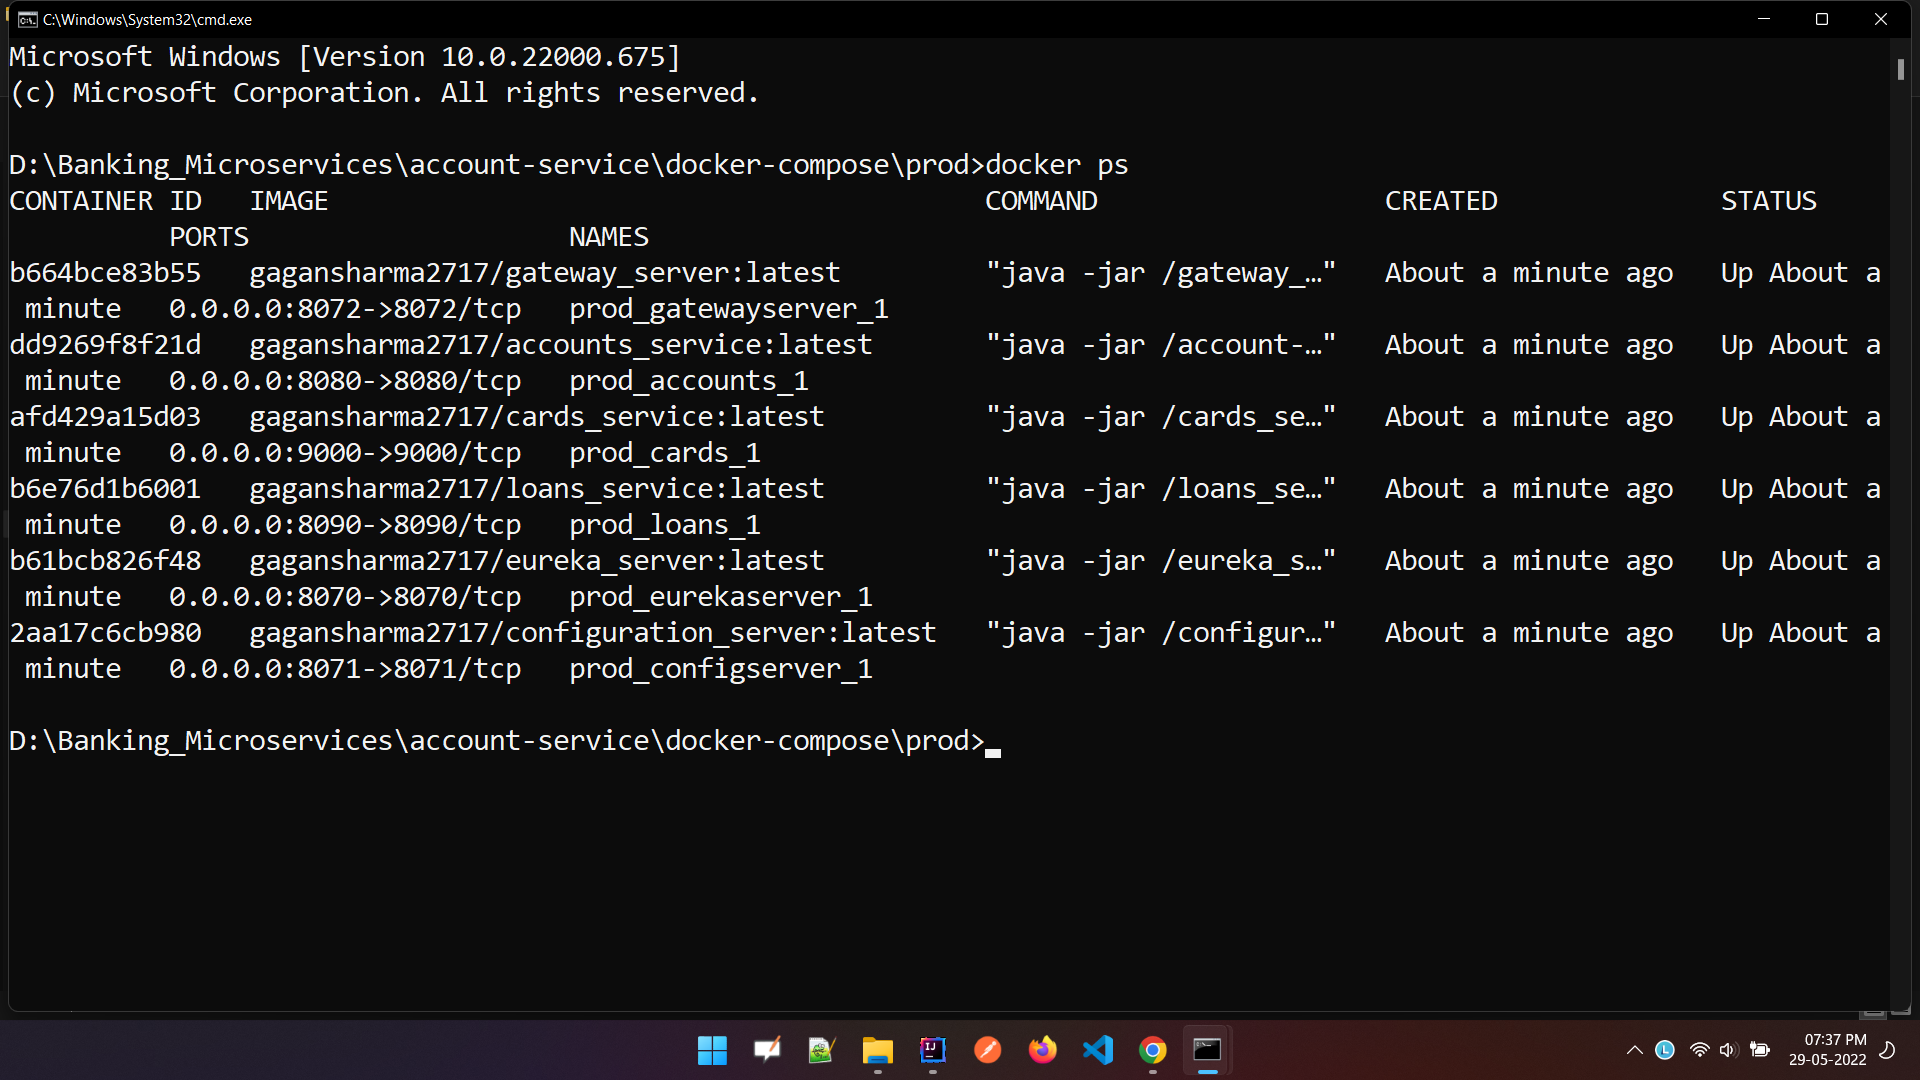 C:\Windows\System32\cmd.exe
Microsoft Windows [Version 10.0.22000.675]
(c) Microsoft Corporation. All rights reserved.
D:\Banking_Microservices\account-service\docker-compose\prod>docker ps
CONTAINER ID   IMAGE                                         COMMAND                  CREATED              STATUS
          PORTS                    NAMES
b664bce83b55   gagansharma2717/gateway_server:latest         "java -jar /gateway_…"   About a minute ago   Up About a
 minute   0.0.0.0:8072->8072/tcp   prod_gatewayserver_1
dd9269f8f21d   gagansharma2717/accounts_service:latest       "java -jar /account-…"   About a minute ago   Up About a
 minute   0.0.0.0:8080->8080/tcp   prod_accounts_1
afd429a15d03   gagansharma2717/cards_service:latest          "java -jar /cards_se…"   About a minute ago   Up About a
 minute   0.0.0.0:9000->9000/tcp   prod_cards_1
b6e76d1b6001   gagansharma2717/loans_service:latest          "java -jar /loans_se…"   About a minute ago   Up About a
 minute   0.0.0.0:8090->8090/tcp   prod_loans_1
b61bcb826f48   gagansharma2717/eureka_server:latest          "java -jar /eureka_s…"   About a minute ago   Up About a
 minute   0.0.0.0:8070->8070/tcp   prod_eurekaserver_1
2aa17c6cb980   gagansharma2717/configuration_server:latest   "java -jar /configur…"   About a minute ago   Up About a
 minute   0.0.0.0:8071->8071/tcp   prod_configserver_1
D:\Banking_Microservices\account-service\docker-compose\prod>
07:37 PM
29-05-2022